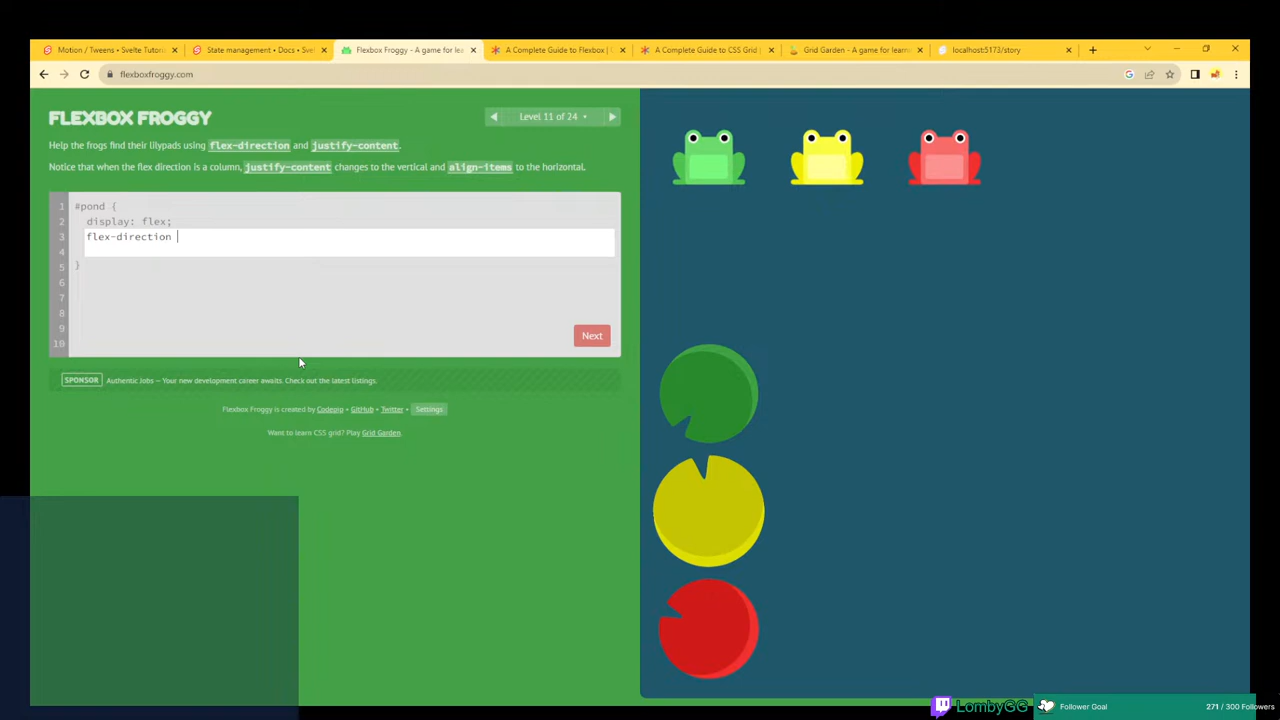 Motion / Tweens • Svelte Tutori
State management • Docs • Svel
Flexbox Froggy - A game for lea
A Complete Guide to Flexbox |
A Complete Guide to CSS Grid
Grid Garden - A game for learni
localhost:5173/story
flexboxfroggy.com
FLEXBOX FROGGY
Level 11 of 24
Help the frogs find their lilypads using flex-direction and justify-content.
Notice that when the flex direction is a column, justify-content changes to the vertical and align-items to the horizontal.
1 #pond {
2 display: flex;
3 flex-direction
4
5 }
6
7
8
9
10
Next
SPONSOR Authentic Jobs — Your new development career awaits. Check out the latest listings.
Flexbox Froggy is created by Codepip • GitHub • Twitter • Settings
Want to learn CSS grid? Play Grid Garden.
LombyGG
Follower Goal
271 / 300 Followers